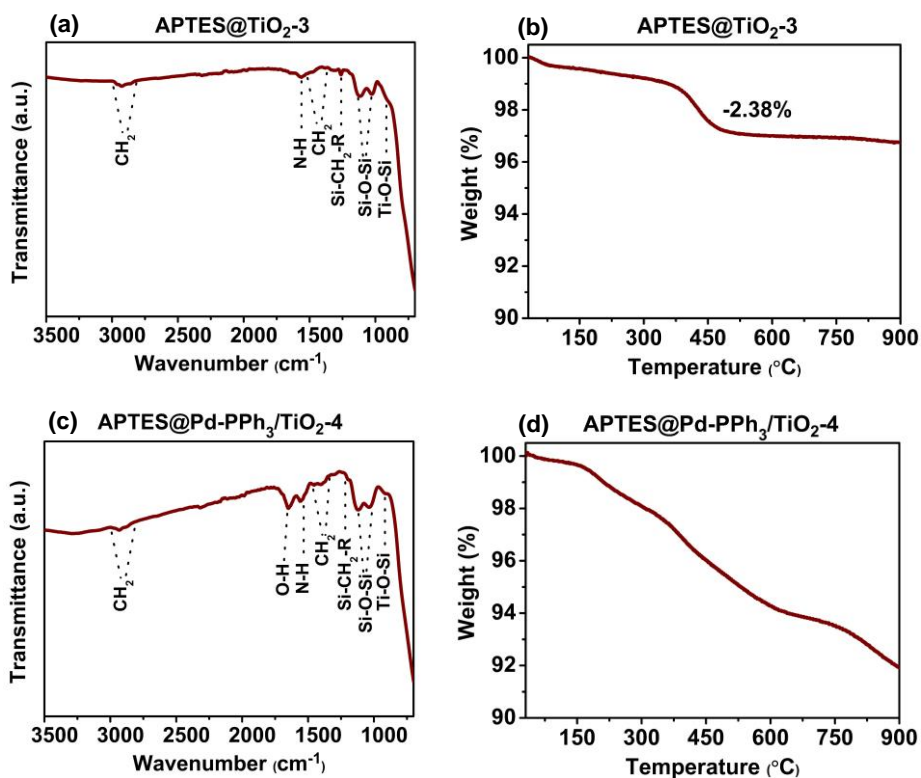 (a) APTES@TiO₂-3
Transmittance (a.u.)
CH₂
N-H
CH₂
Si-CH₂-R
Si-O-Si
Ti-O-Si
3500 3000 2500 2000 1500 1000
Wavenumber (cm⁻¹)
(b) APTES@TiO₂-3
Weight (%)
100
98
96
94
92
90
-2.38%
150 300 450 600 750 900
Temperature (°C)
(c) APTES@Pd-PPh₃/TiO₂-4
Transmittance (a.u.)
CH₂
O-H
N-H
CH₂
Si-CH₂-R
Si-O-Si
Ti-O-Si
3500 3000 2500 2000 1500 1000
Wavenumber (cm⁻¹)
(d) APTES@Pd-PPh₃/TiO₂-4
Weight (%)
100
98
96
94
92
90
150 300 450 600 750 900
Temperature (°C)